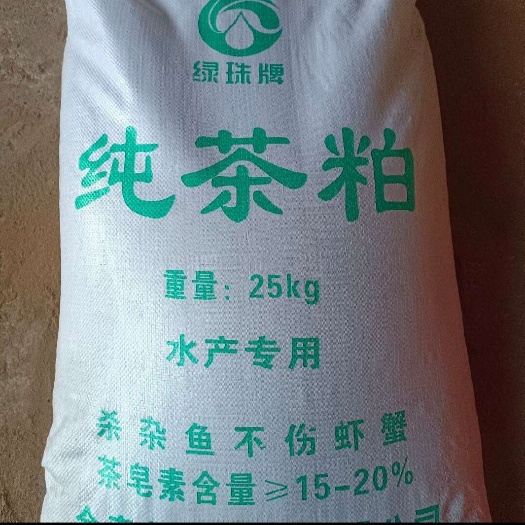 绿珠牌
纯茶粕
重量：25kg
水产专用
杀杂鱼不伤虾蟹
茶皂素含量≥15-20%